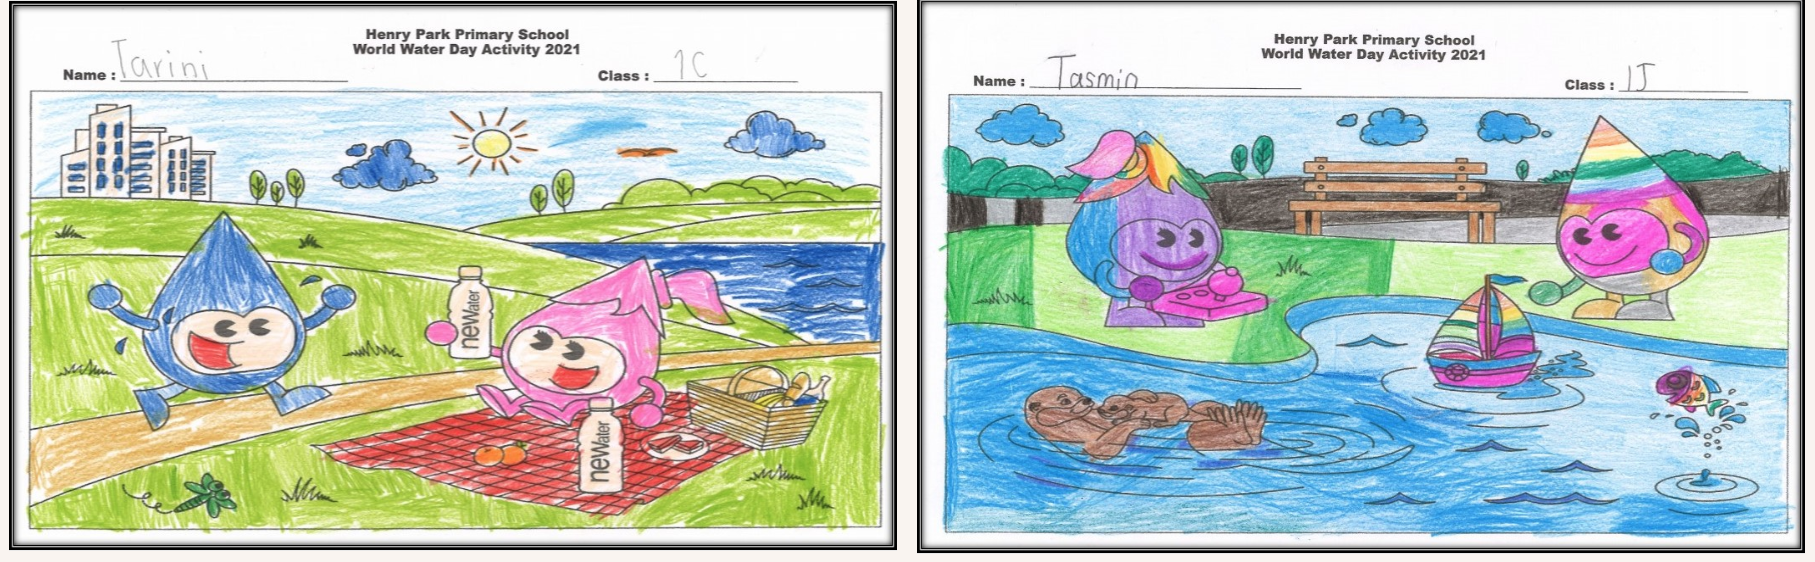 Henry Park Primary School
World Water Day Activity 2021
Name : Tarini
Class : 1C
newater
newater
Henry Park Primary School
World Water Day Activity 2021
Name : Tasmin
Class : 1J